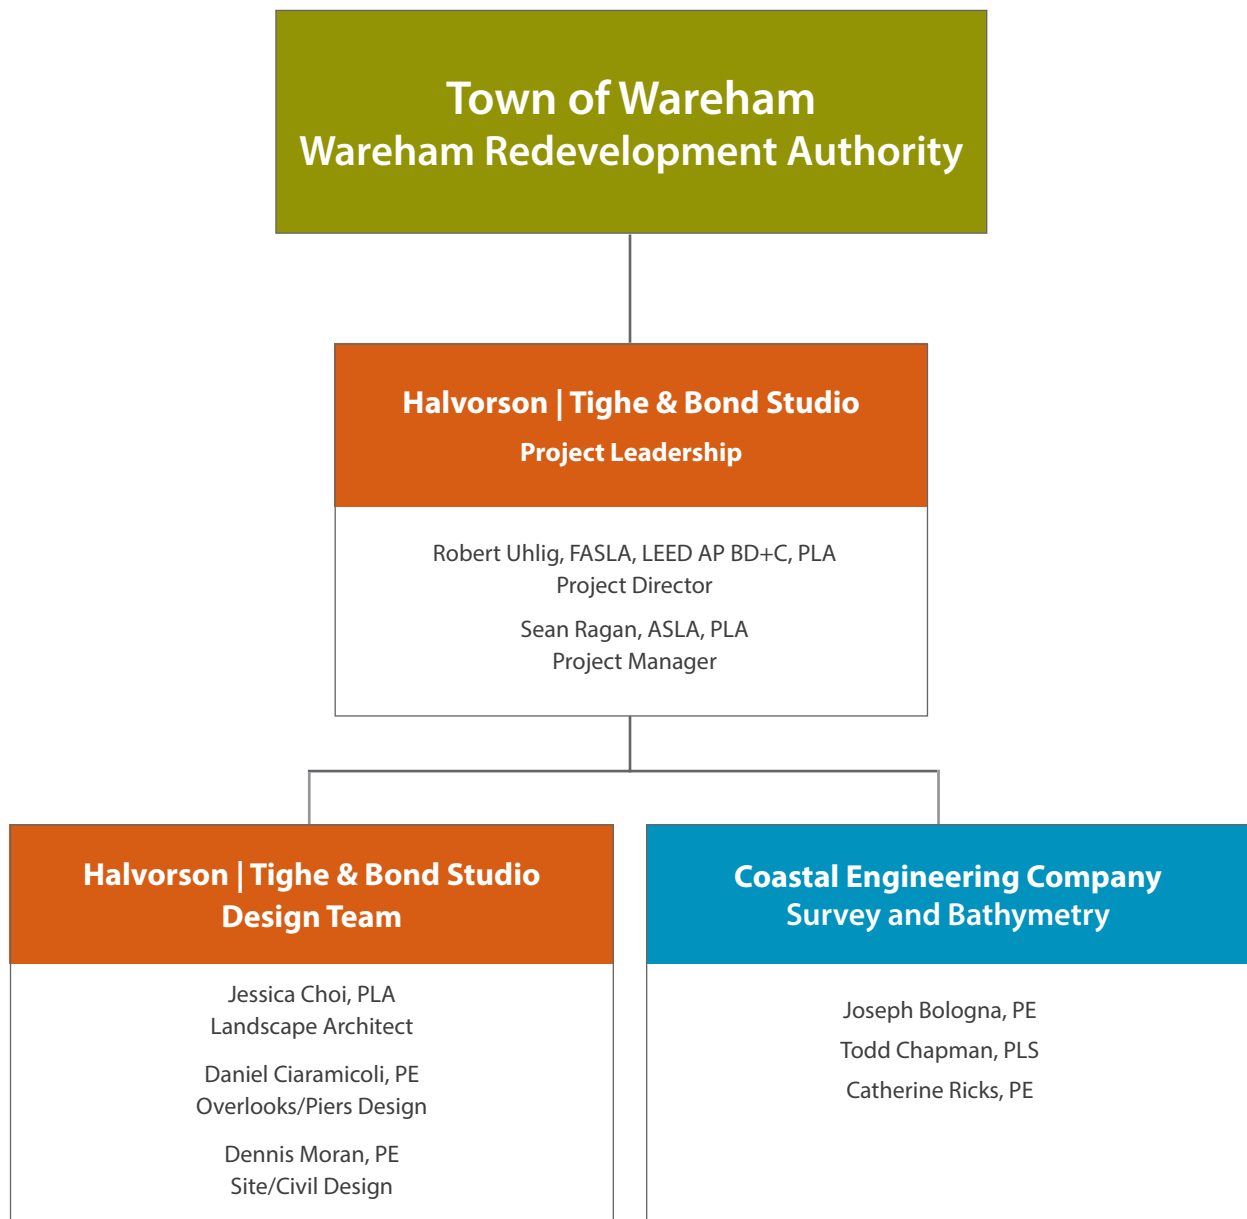 Town of Wareham
Wareham Redevelopment Authority
Halvorson | Tighe & Bond Studio
Project Leadership
Robert Uhlig, FASLA, LEED AP BD+C, PLA
Project Director
Sean Ragan, ASLA, PLA
Project Manager
Halvorson | Tighe & Bond Studio
Design Team
Jessica Choi, PLA
Landscape Architect
Daniel Ciaramicoli, PE
Overlooks/Piers Design
Dennis Moran, PE
Site/Civil Design
Coastal Engineering Company
Survey and Bathymetry
Joseph Bologna, PE
Todd Chapman, PLS
Catherine Ricks, PE